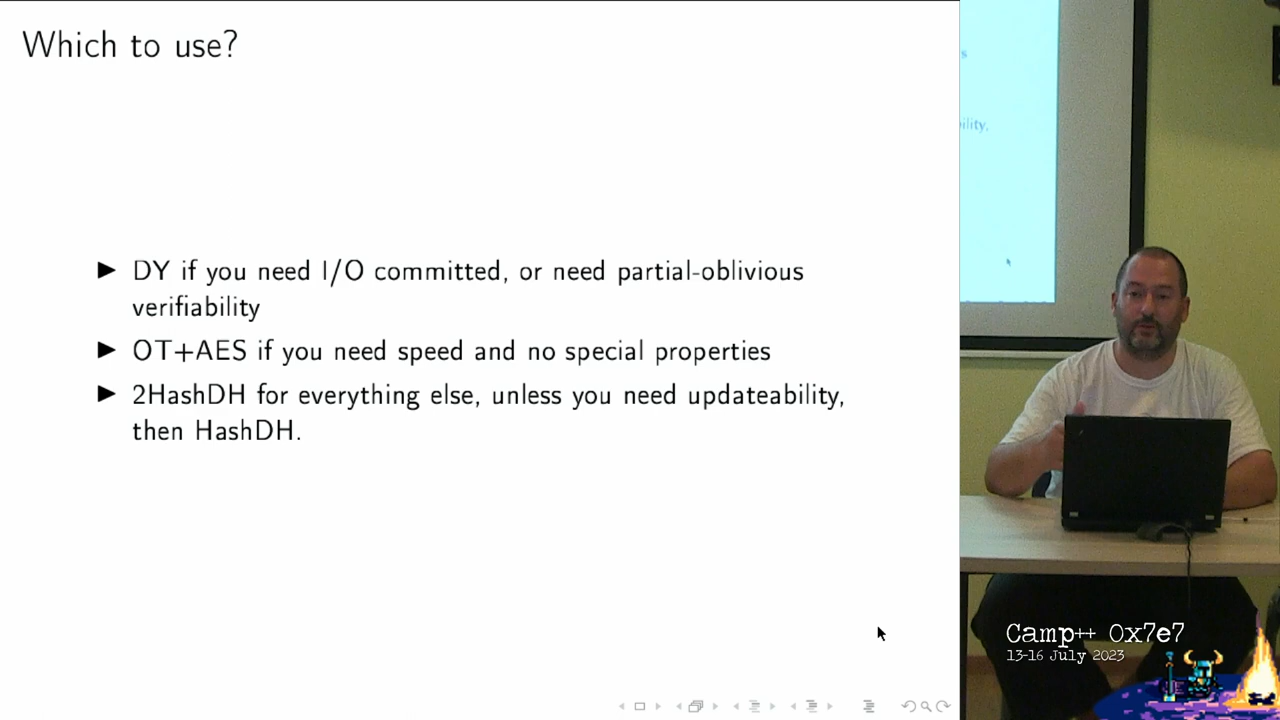 Which to use?
▶ DY if you need I/O committed, or need partial-oblivious
verifiability
▶ OT+AES if you need speed and no special properties
▶ 2HashDH for everything else, unless you need updateability,
then HashDH.
s
ility,
Camp++ 0x7e7
13-16 July 2023